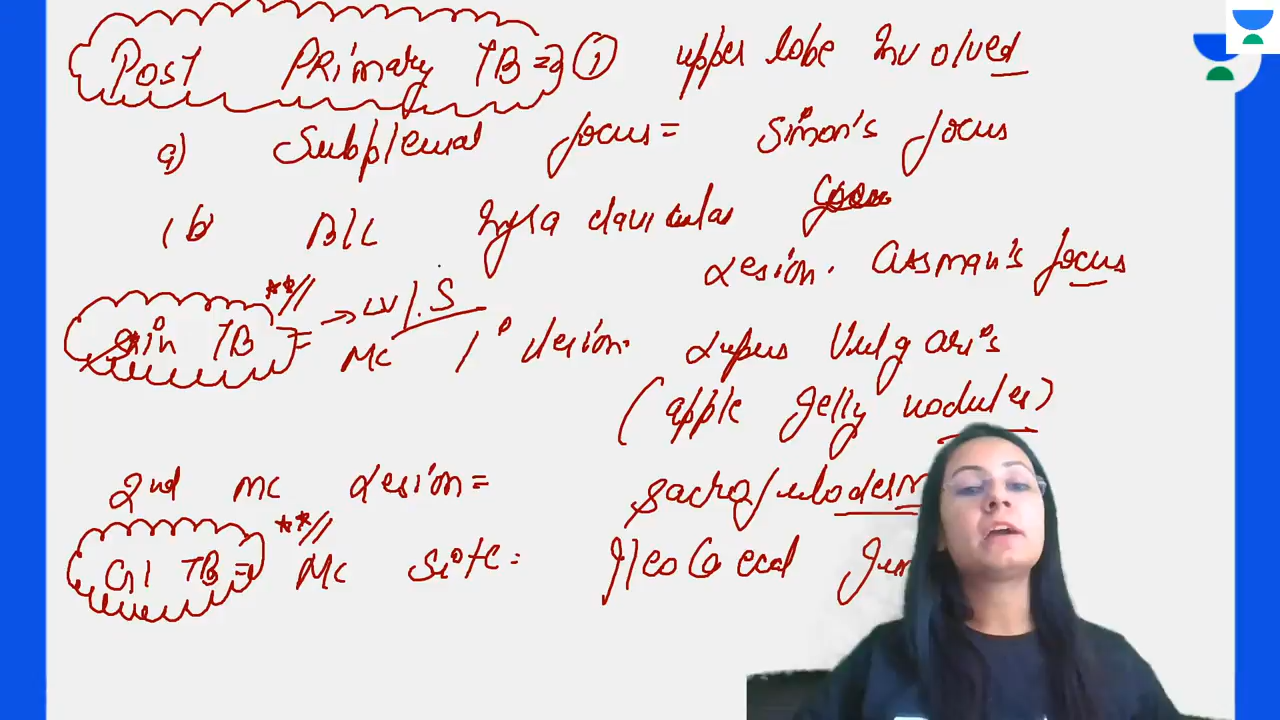 Post Primary TB => ① upper lobe Involved
a) Subpleural focus = Simon's focus
(b B/L Infra clavicular
Lesion. Assman's focus
**// → LV/.S
Skin TB = MC 1° Lesion. Lupus Vulgaris
(apple Jelly nodules)
2nd MC Lesion =
**//
GI TB => MC Site: Ileo Caecal